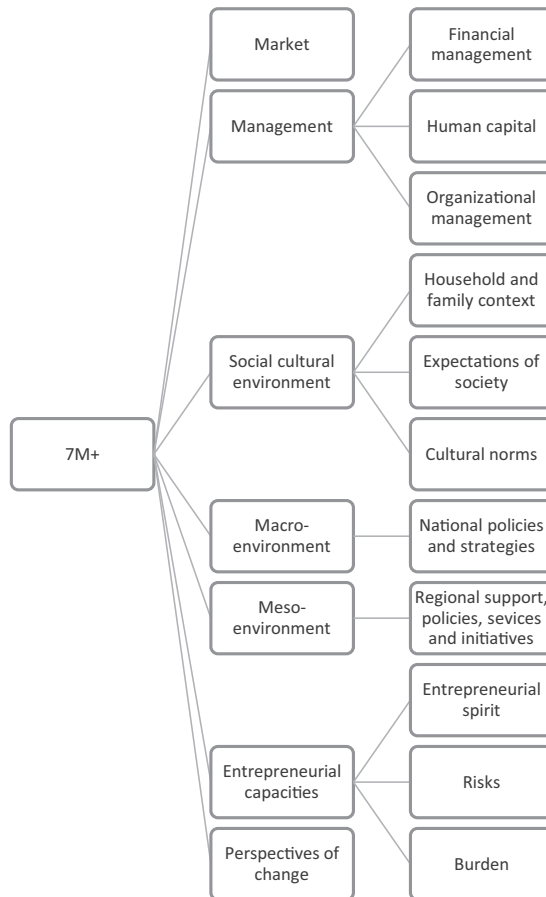 7M+
Market
Management
Financial
management
Human capital
Organizational
management
Social cultural
environment
Household and
family context
Expectations of
society
Cultural norms
Macro-
environment
National policies
and strategies
Meso-
environment
Regional support,
policies, sevices
and initiatives
Entrepreneurial
capacities
Entrepreneurial
spirit
Risks
Burden
Perspectives of
change